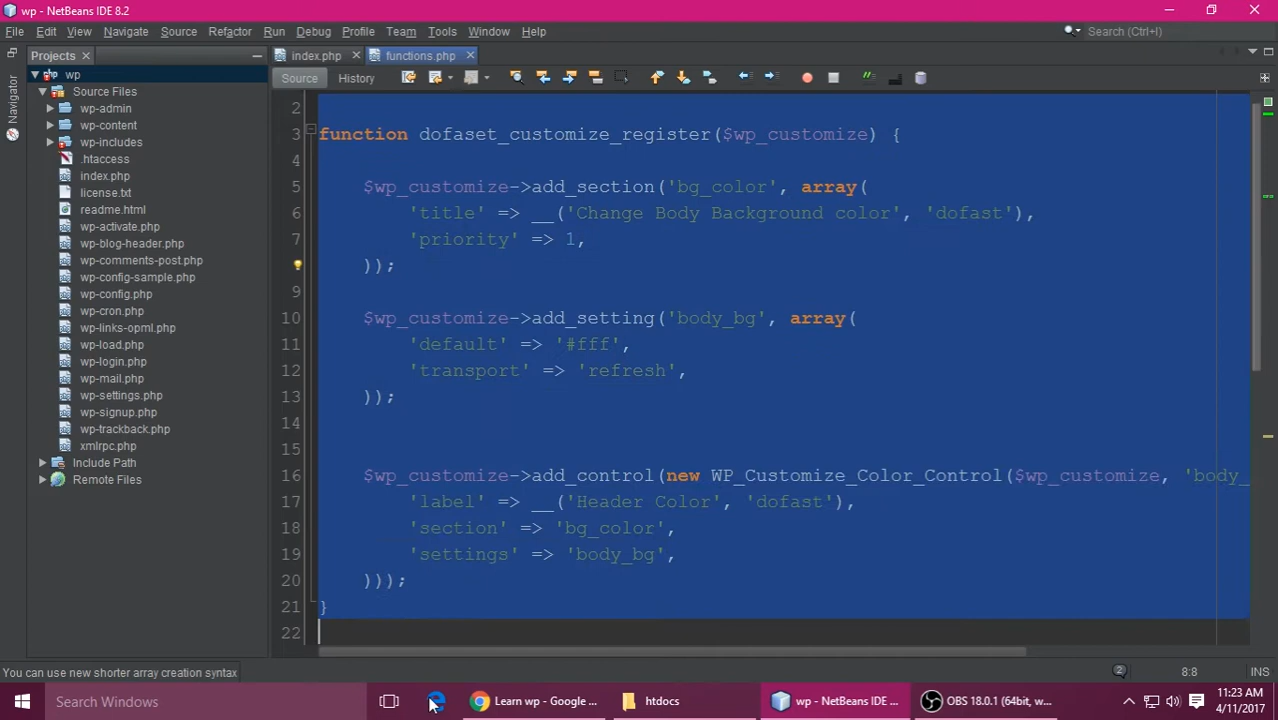 wp - NetBeans IDE 8.2
File Edit View Navigate Source Refactor Run Debug Profile Team Tools Window Help
Search (Ctrl+I)
Projects
index.php
functions.php
Navigator
Source
History
wp
Source Files
wp-admin
wp-content
wp-includes
.htaccess
index.php
license.txt
readme.html
wp-activate.php
wp-blog-header.php
wp-comments-post.php
wp-config-sample.php
wp-config.php
wp-cron.php
wp-links-opml.php
wp-load.php
wp-login.php
wp-mail.php
wp-settings.php
wp-signup.php
wp-trackback.php
xmlrpc.php
Include Path
Remote Files
2
3 function dofaset_customize_register($wp_customize) {
4
5 $wp_customize->add_section('bg_color', array(
6 'title' => __('Change Body Background color', 'dofast'),
7 'priority' => 1,
));
9
10 $wp_customize->add_setting('body_bg', array(
11 'default' => '#fff',
12 'transport' => 'refresh',
13 ));
14
15
16 $wp_customize->add_control(new WP_Customize_Color_Control($wp_customize, 'body_
17 'label' => __('Header Color', 'dofast'),
18 'section' => 'bg_color',
19 'settings' => 'body_bg',
20 )));
21 }
22
You can use new shorter array creation syntax
2
8:8
INS
Search Windows
Learn wp - Google ...
htdocs
wp - NetBeans IDE ...
OBS 18.0.1 (64bit, w...
11:23 AM
4/11/2017